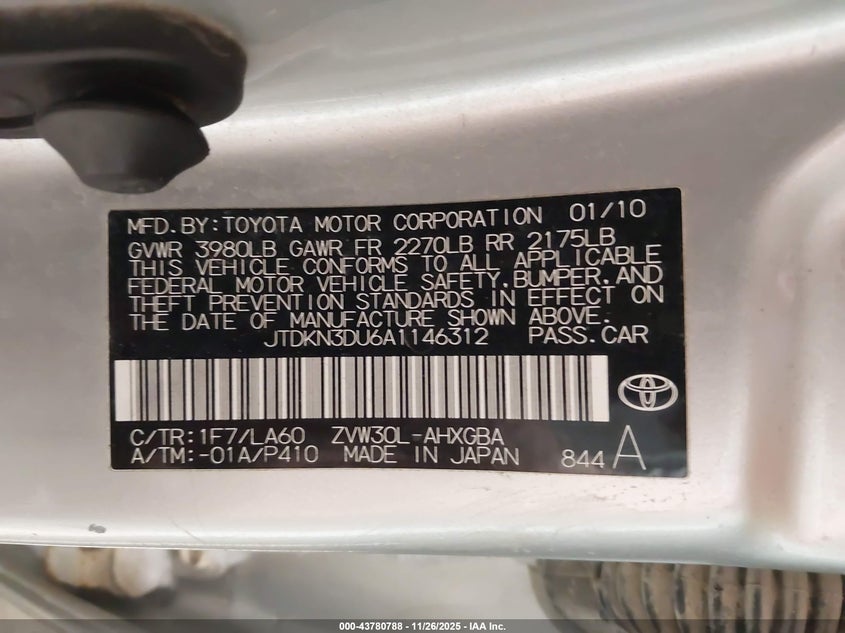 MFD.BY:TOYOTA MOTOR CORPORATION 01/10
GVWR 3980LB GAWR FR 2270LB RR 2175LB
THIS VEHICLE CONFORMS TO ALL APPLICABLE
FEDERAL MOTOR VEHICLE SAFETY,BUMPER,AND
THEFT PREVENTION STANDARDS IN EFFECT ON
THE DATE OF MANUFACTURE SHOWN ABOVE.
JTDKN3DU6A1146312 PASS.CAR
C/TR:1F7/LA60 ZVW30L-AHXGBA
A/TM:-01A/P410 MADE IN JAPAN 844 A
000-43780788 - 11/26/2025 - IAA Inc.